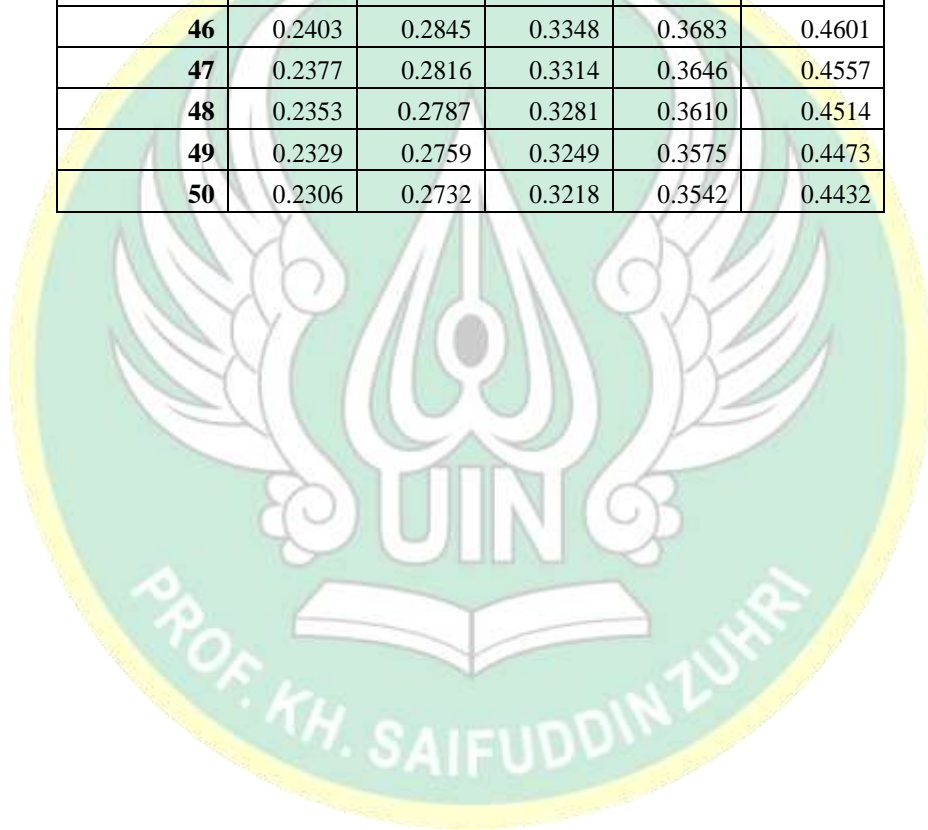 46 0.2403 0.2845 0.3348 0.3683 0.4601
47 0.2377 0.2816 0.3314 0.3646 0.4557
48 0.2353 0.2787 0.3281 0.3610 0.4514
49 0.2329 0.2759 0.3249 0.3575 0.4473
50 0.2306 0.2732 0.3218 0.3542 0.4432
UIN
PROF. KH. SAIFUDDIN ZUHRI